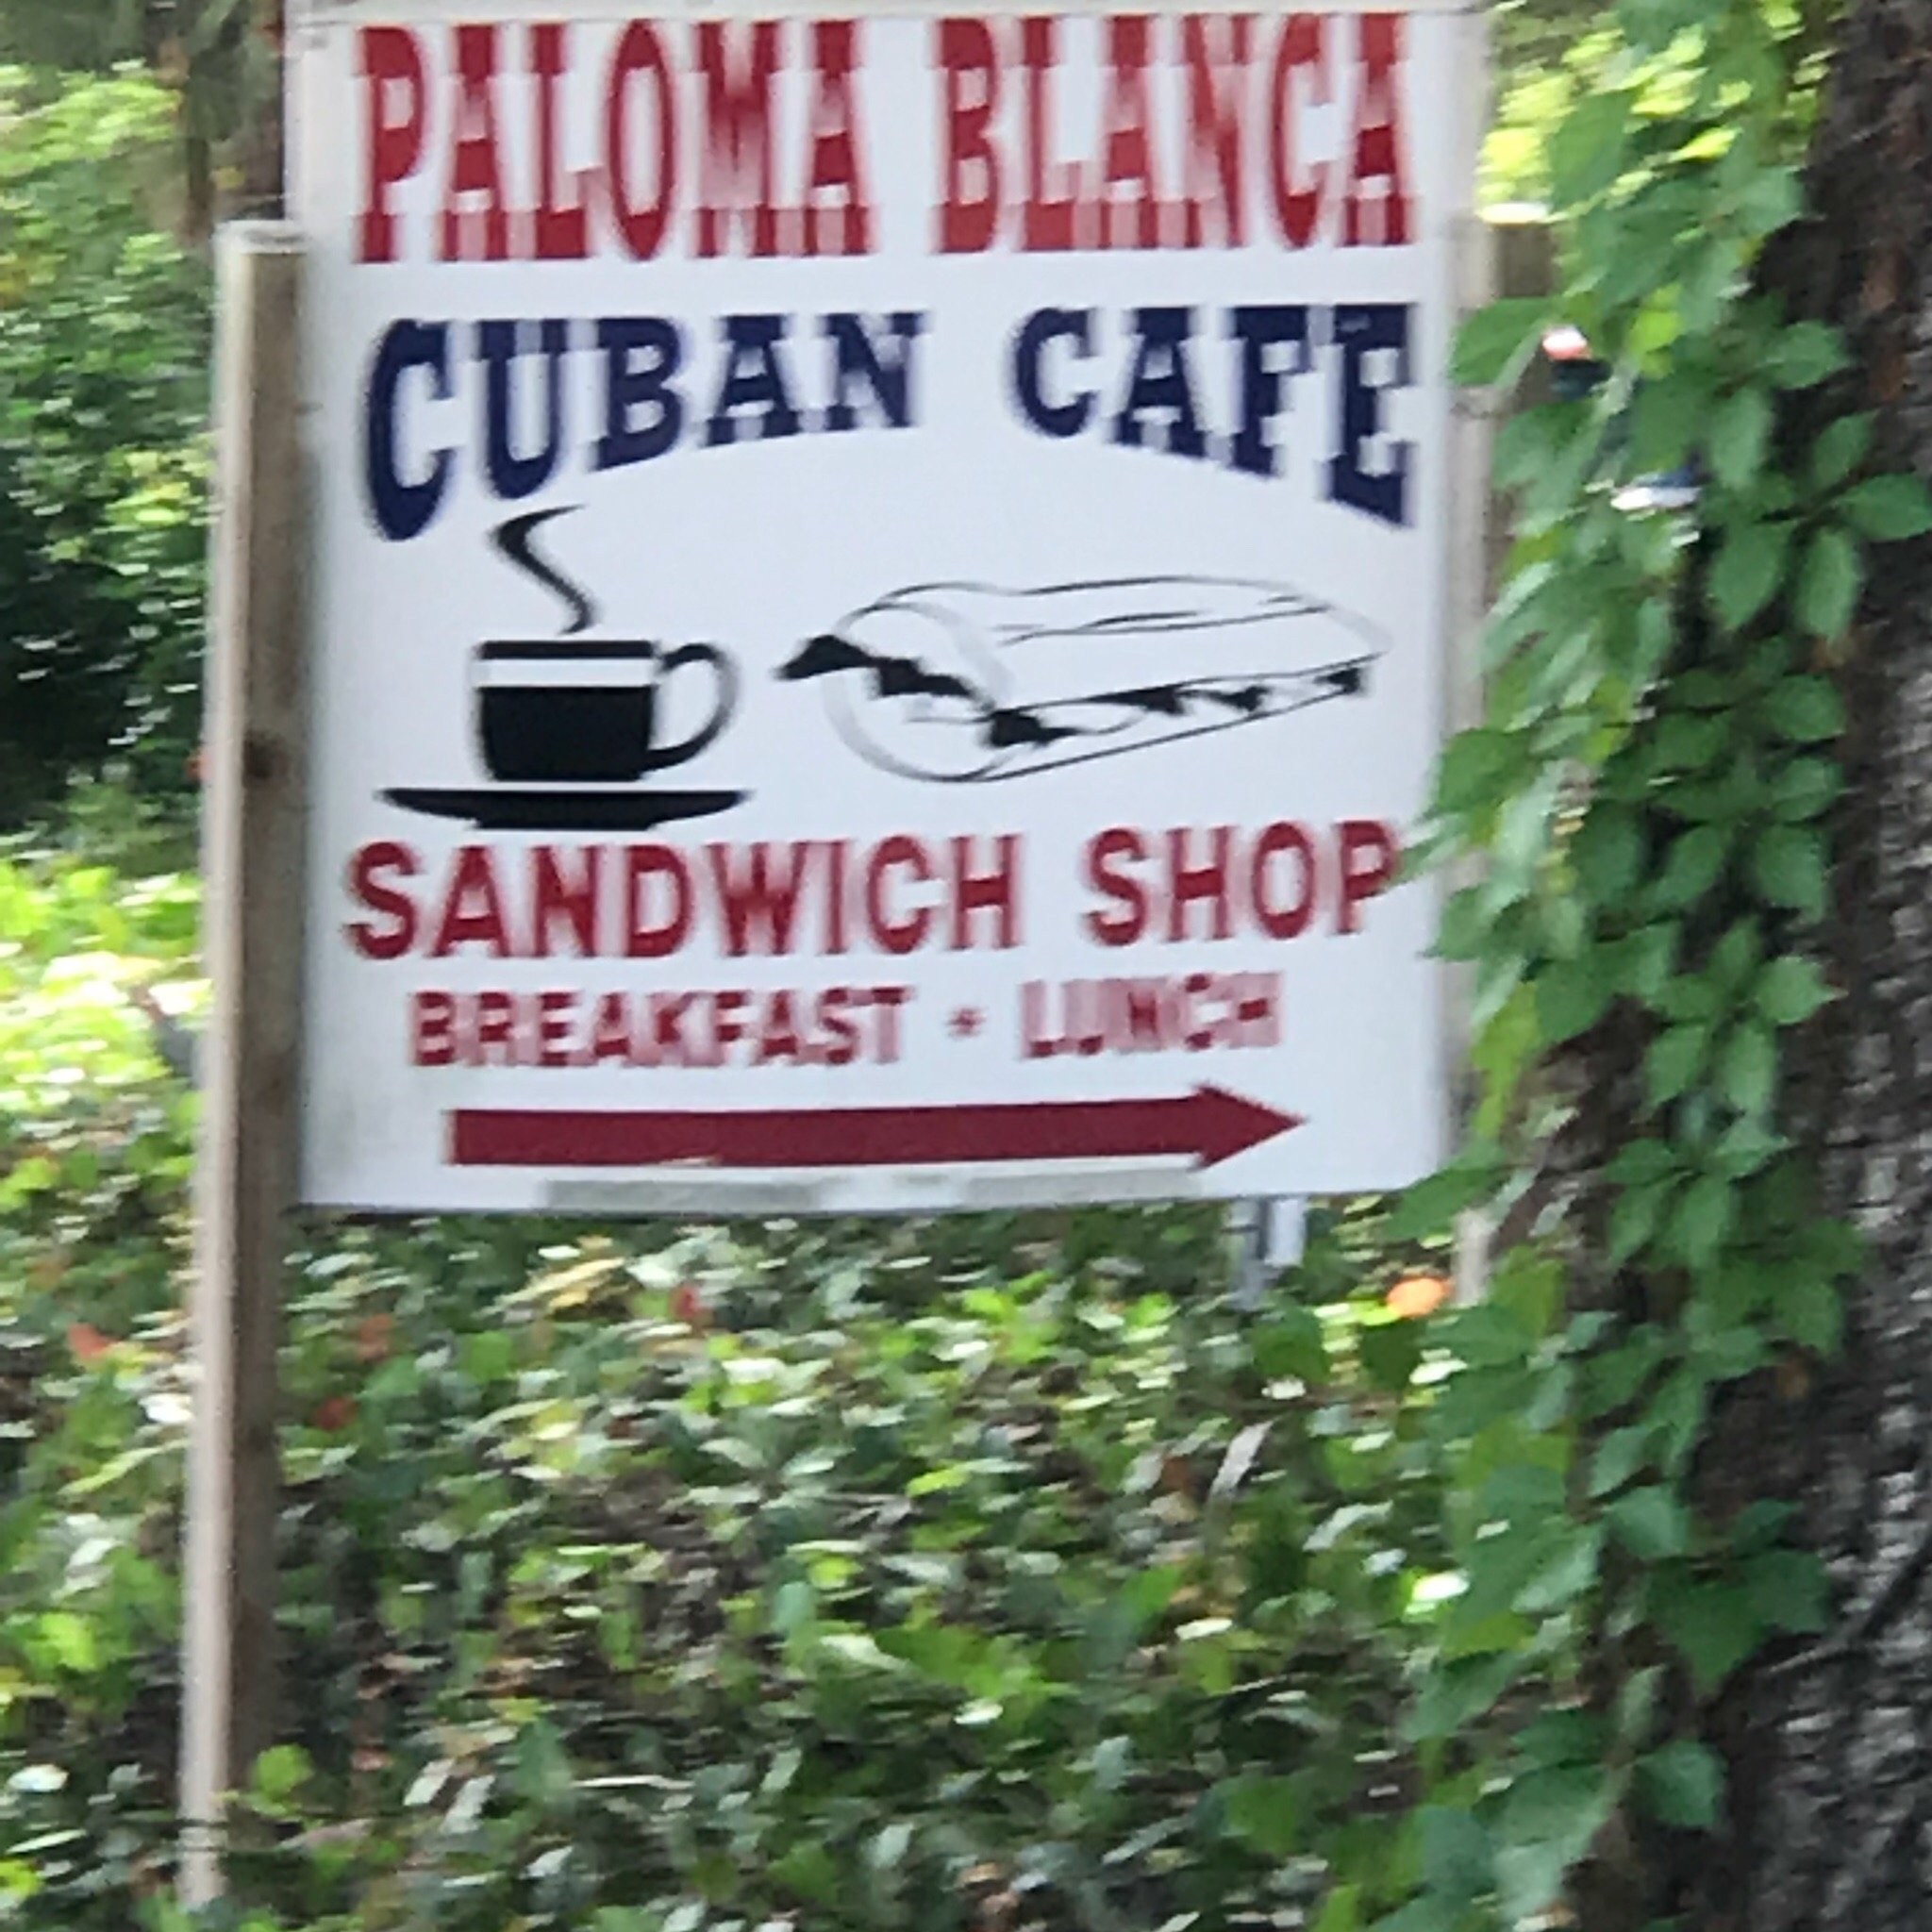 PALOMA BLANCA
CUBAN CAFE
SANDWICH SHOP
BREAKFAST • LUNCH